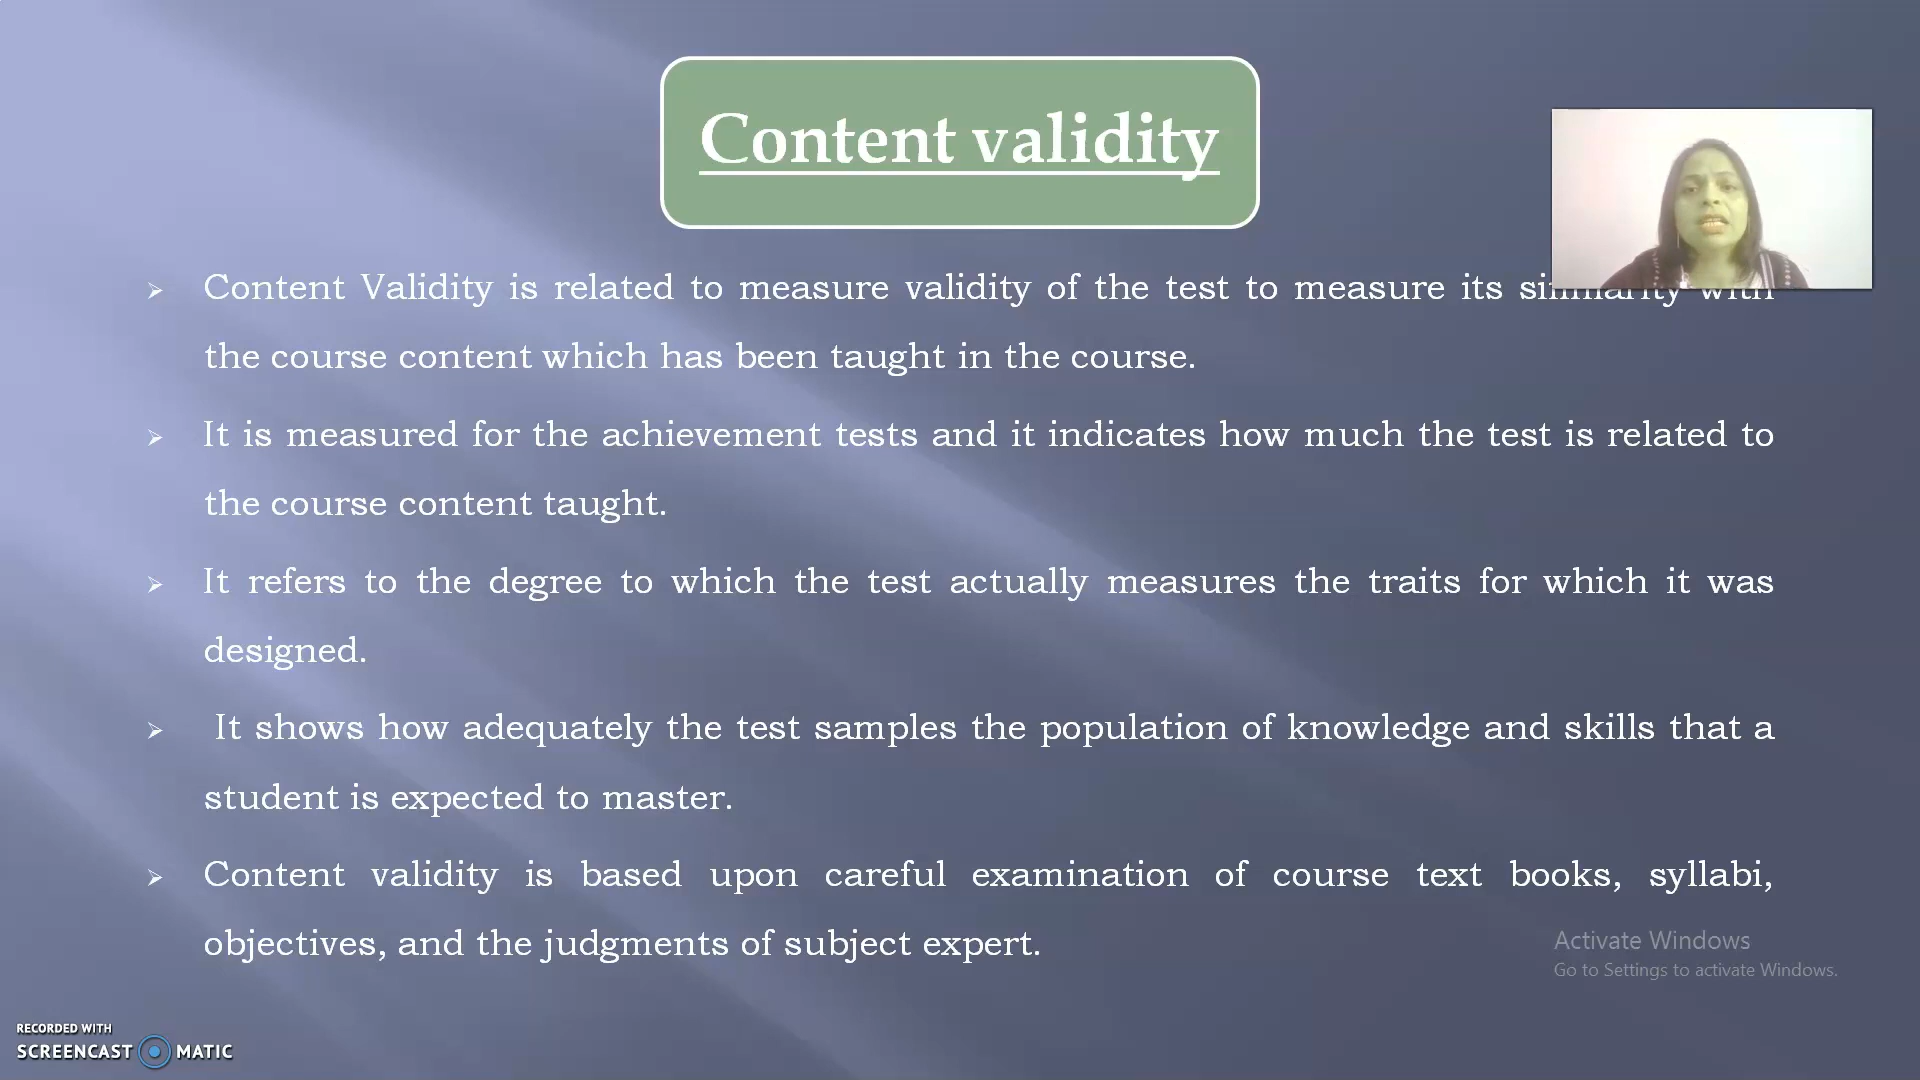 Content validity
Content Validity is related to measure validity of the test to measure its similarity with
the course content which has been taught in the course.
It is measured for the achievement tests and it indicates how much the test is related to
the course content taught.
It refers to the degree to which the test actually measures the traits for which it was
designed.
It shows how adequately the test samples the population of knowledge and skills that a
student is expected to master.
Content validity is based upon careful examination of course text books, syllabi,
objectives, and the judgments of subject expert.
Activate Windows
Go to Settings to activate Windows.
RECORDED WITH
SCREENCAST MATIC